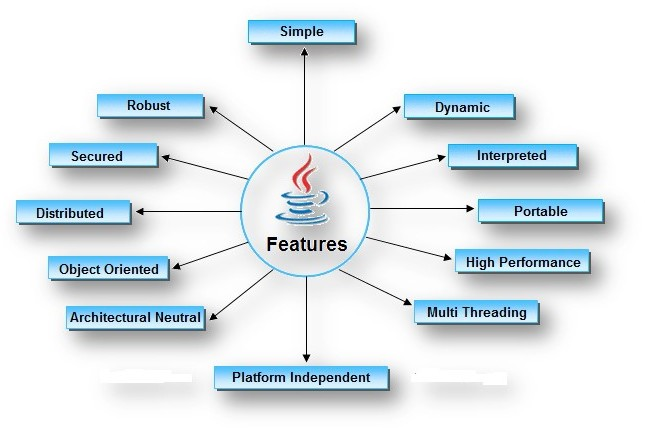 Simple
Robust
Dynamic
Secured
Interpreted
Distributed
Portable
Features
Object Oriented
High Performance
Architectural Neutral
Multi Threading
Platform Independent